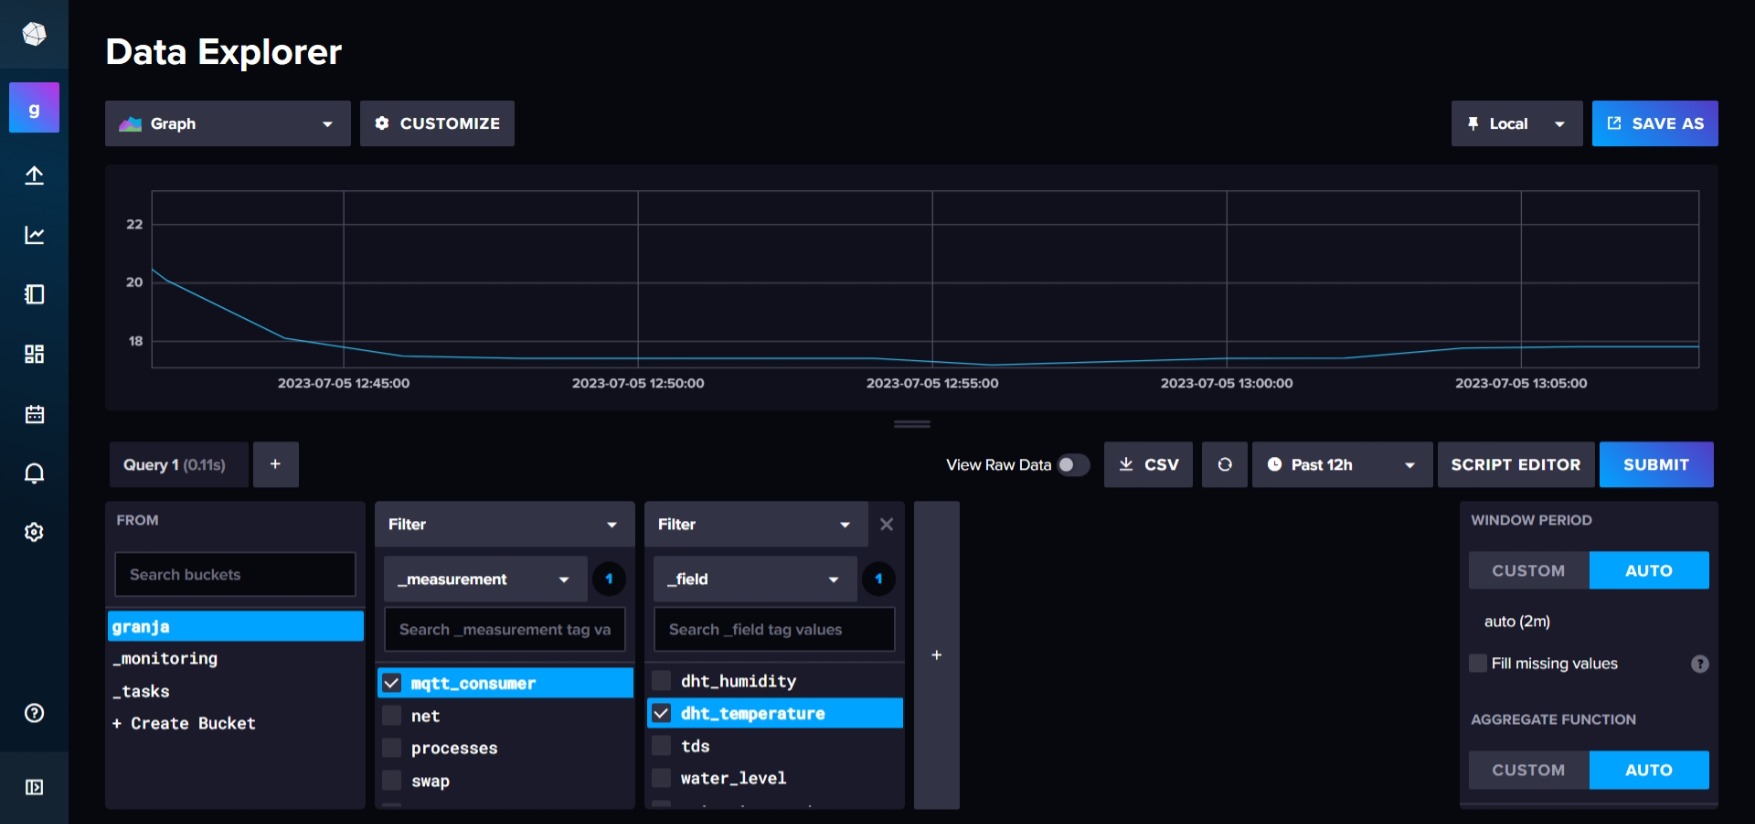 Data Explorer
g
Graph
CUSTOMIZE
Local
SAVE AS
22
20
18
2023-07-05 12:45:00
2023-07-05 12:50:00
2023-07-05 12:55:00
2023-07-05 13:00:00
2023-07-05 13:05:00
Query 1 (0.11s)
+
View Raw Data
CSV
Past 12h
SCRIPT EDITOR
SUBMIT
FROM
Search buckets
granja
_monitoring
_tasks
+ Create Bucket
Filter
_measurement
1
Search _measurement tag va
mqtt_consumer
net
processes
swap
Filter
_field
1
Search _field tag values
dht_humidity
dht_temperature
tds
water_level
+
WINDOW PERIOD
CUSTOM
AUTO
auto (2m)
Fill missing values
?
AGGREGATE FUNCTION
CUSTOM
AUTO
?